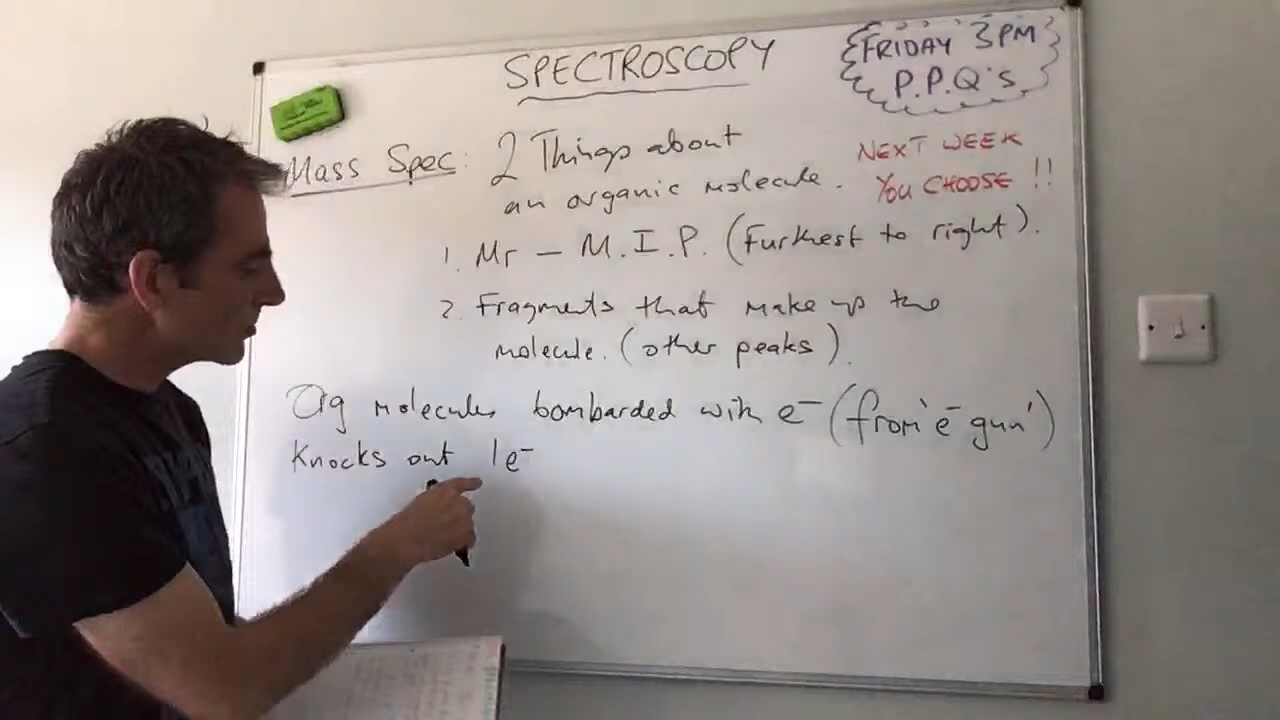 SPECTROSCOPY
FRIDAY 3PM
P.P.Q's
Mass Spec: 2 Things about
an organic molecule.
NEXT WEEK
YOU CHOOSE !!
1. Mr – M.I.P. (Furthest to right).
2. Fragments that make up the
molecule. (other peaks).
Org molecules bombarded with e⁻ (from 'e⁻ gun')
Knocks out 1e⁻